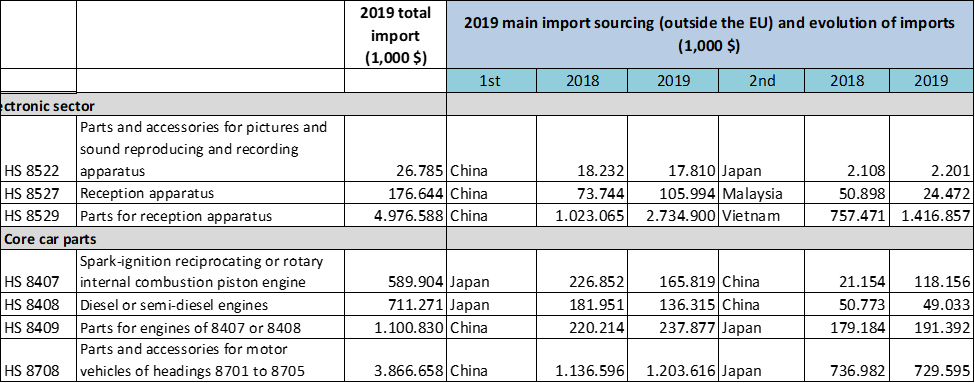 2019 total import (1,000 $) 2019 main import sourcing (outside the EU) and evolution of imports (1,000 $)
1st 2018 2019 2nd 2018 2019
ectronic sector
HS 8522 Parts and accessories for pictures and sound reproducing and recording apparatus 26.785 China 18.232 17.810 Japan 2.108 2.201
HS 8527 Reception apparatus 176.644 China 73.744 105.994 Malaysia 50.898 24.472
HS 8529 Parts for reception apparatus 4.976.588 China 1.023.065 2.734.900 Vietnam 757.471 1.416.857
Core car parts
HS 8407 Spark-ignition reciprocating or rotary internal combustion piston engine 589.904 Japan 226.852 165.819 China 21.154 118.156
HS 8408 Diesel or semi-diesel engines 711.271 Japan 181.951 136.315 China 50.773 49.033
HS 8409 Parts for engines of 8407 or 8408 1.100.830 China 220.214 237.877 Japan 179.184 191.392
HS 8708 Parts and accessories for motor vehicles of headings 8701 to 8705 3.866.658 China 1.136.596 1.203.616 Japan 736.982 729.595